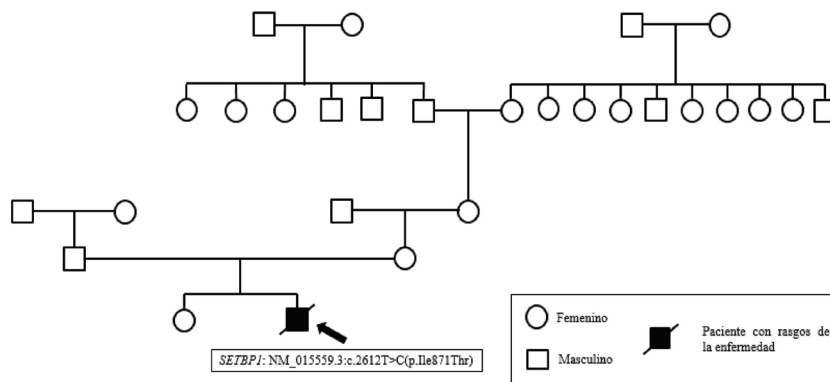 SETBP1: NM_015559.3:c.2612T>C(p.Ile871Thr)
Femenino
Masculino
Paciente con rasgos de
la enfermedad